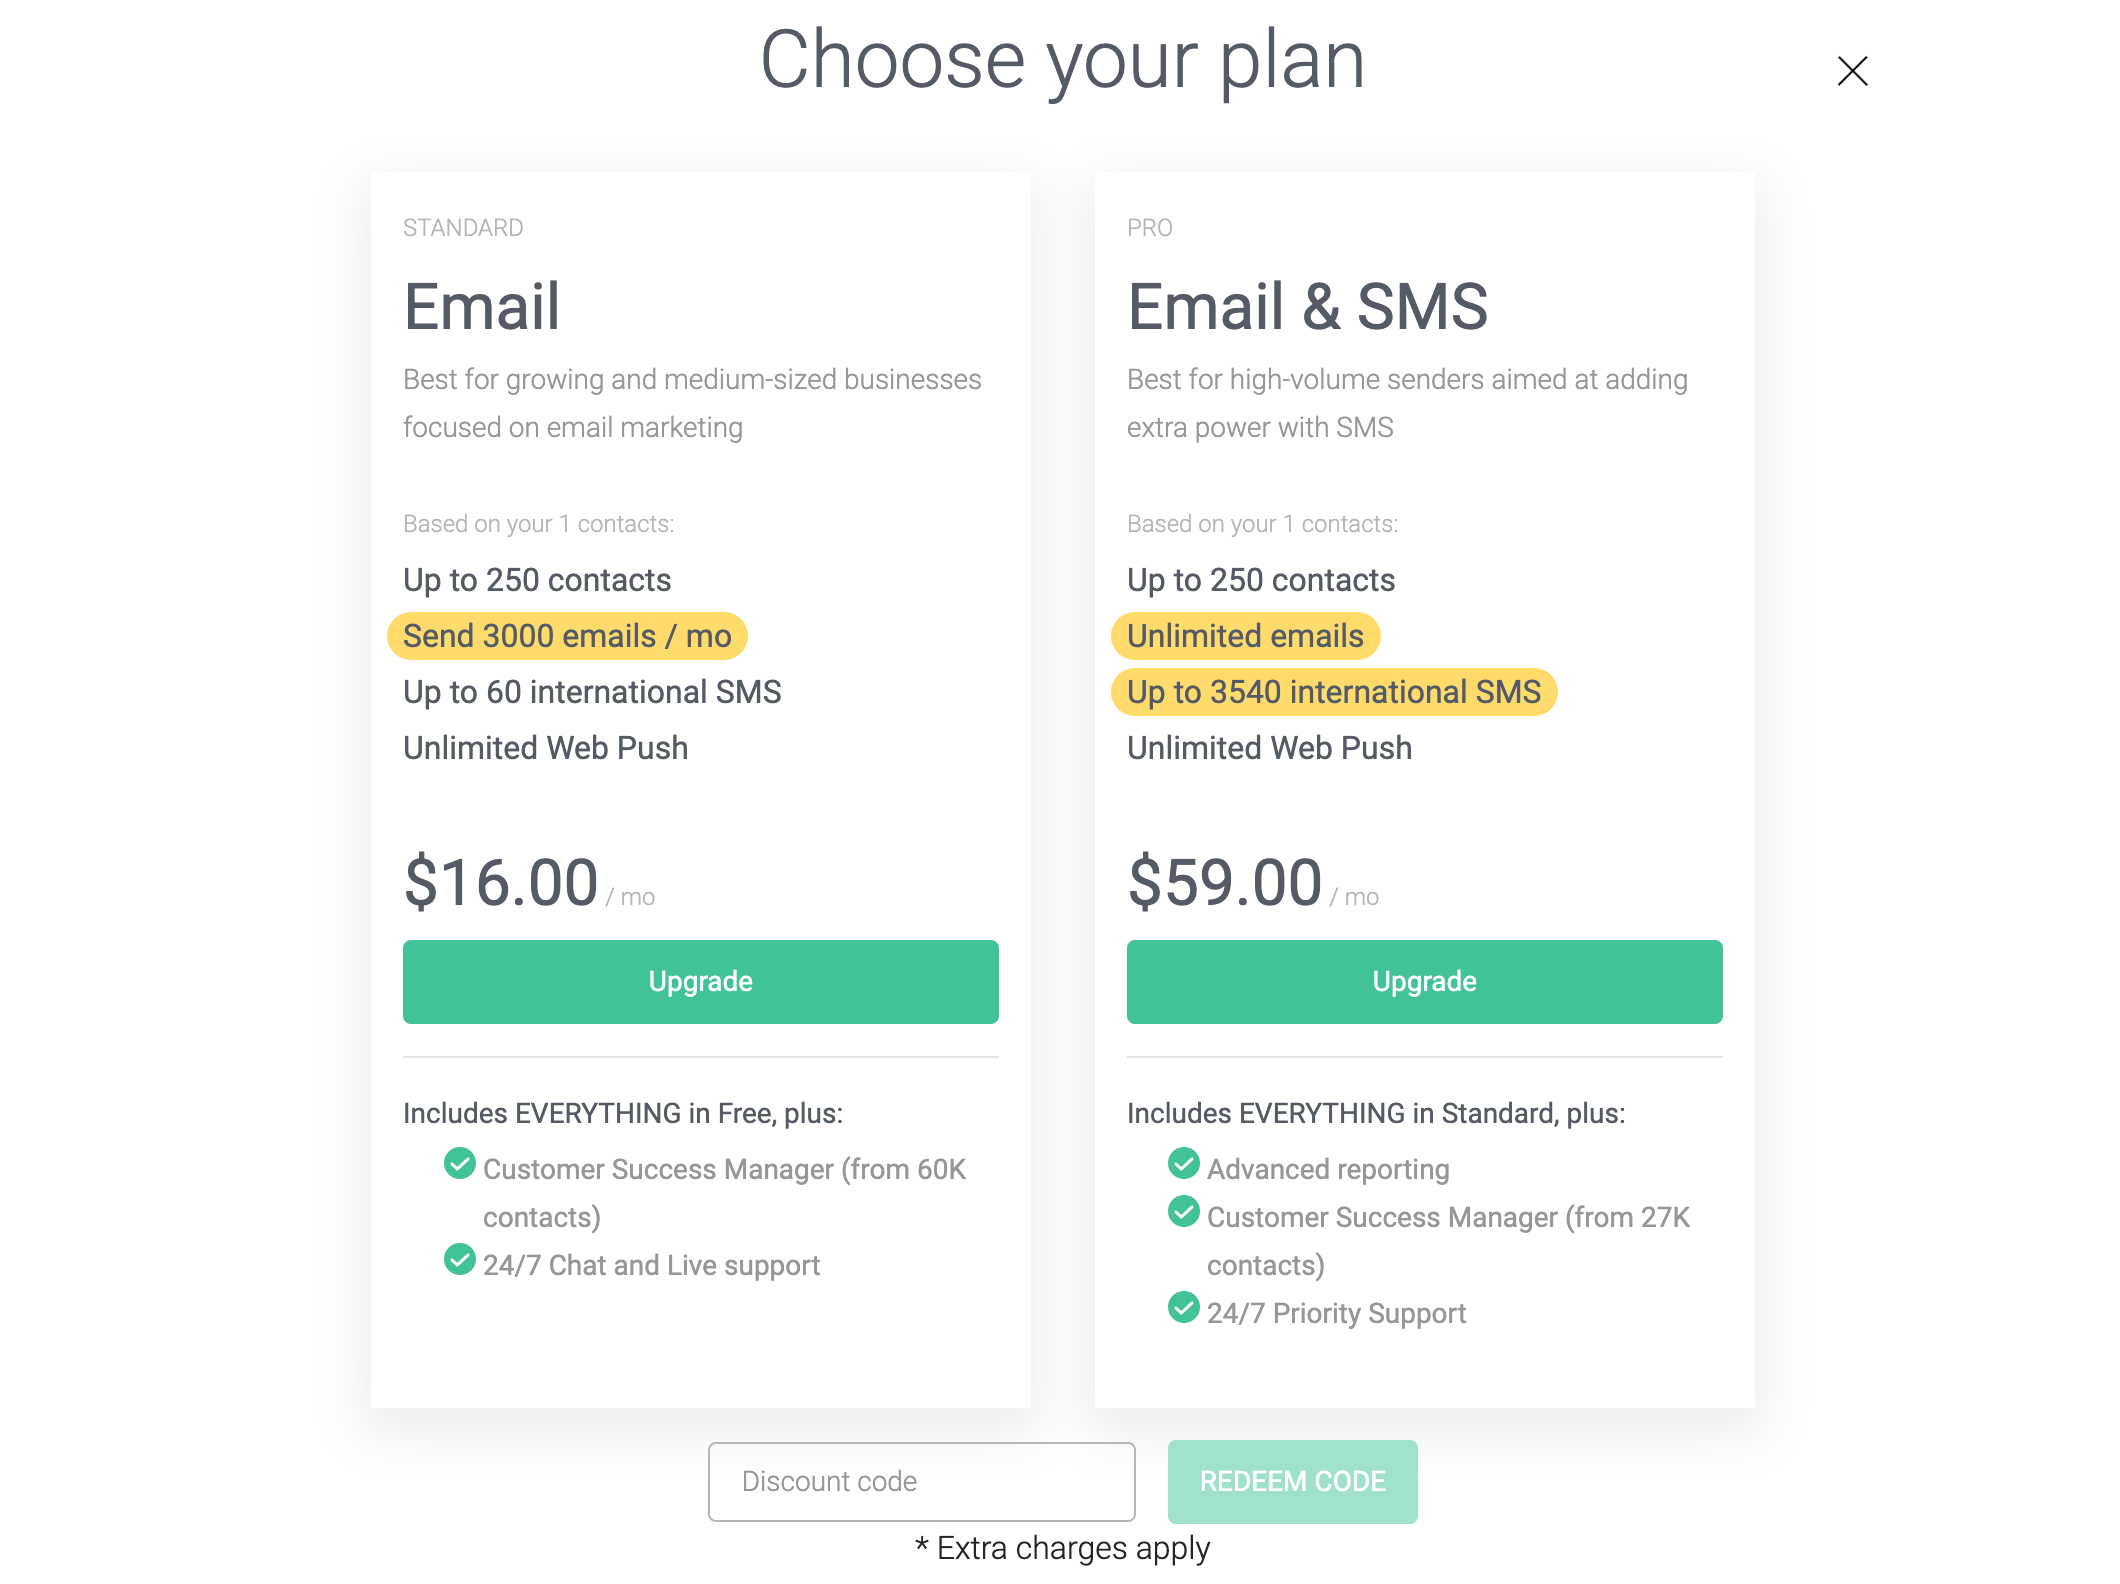 Choose your plan
STANDARD
Email
Best for growing and medium-sized businesses
focused on email marketing
Based on your 1 contacts:
Up to 250 contacts
Send 3000 emails / mo
Up to 60 international SMS
Unlimited Web Push
$16.00 / mo
Upgrade
Includes EVERYTHING in Free, plus:
Customer Success Manager (from 60K
contacts)
24/7 Chat and Live support
PRO
Email & SMS
Best for high-volume senders aimed at adding
extra power with SMS
Based on your 1 contacts:
Up to 250 contacts
Unlimited emails
Up to 3540 international SMS
Unlimited Web Push
$59.00 / mo
Upgrade
Includes EVERYTHING in Standard, plus:
Advanced reporting
Customer Success Manager (from 27K
contacts)
24/7 Priority Support
Discount code
REDEEM CODE
* Extra charges apply